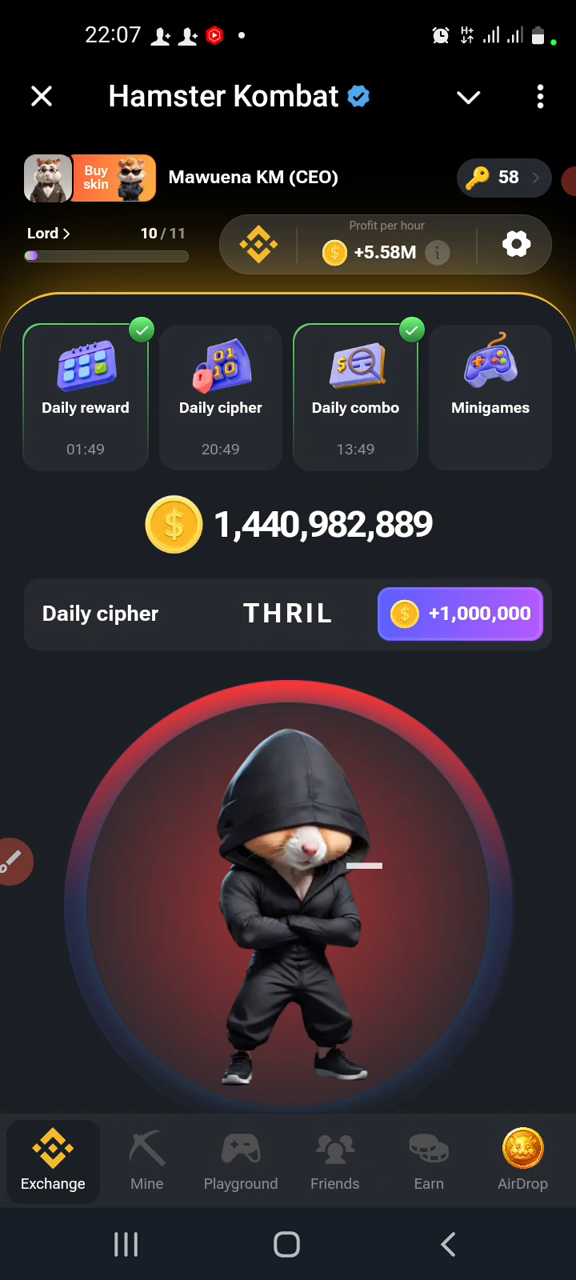 22:07
Hamster Kombat
Buy
skin
Mawuena KM (CEO)
58
Lord
10 / 11
Profit per hour
+5.58M
Daily reward
01:49
Daily cipher
20:49
Daily combo
13:49
Minigames
1,440,982,889
Daily cipher
THRIL
+1,000,000
Exchange
Mine
Playground
Friends
Earn
AirDrop